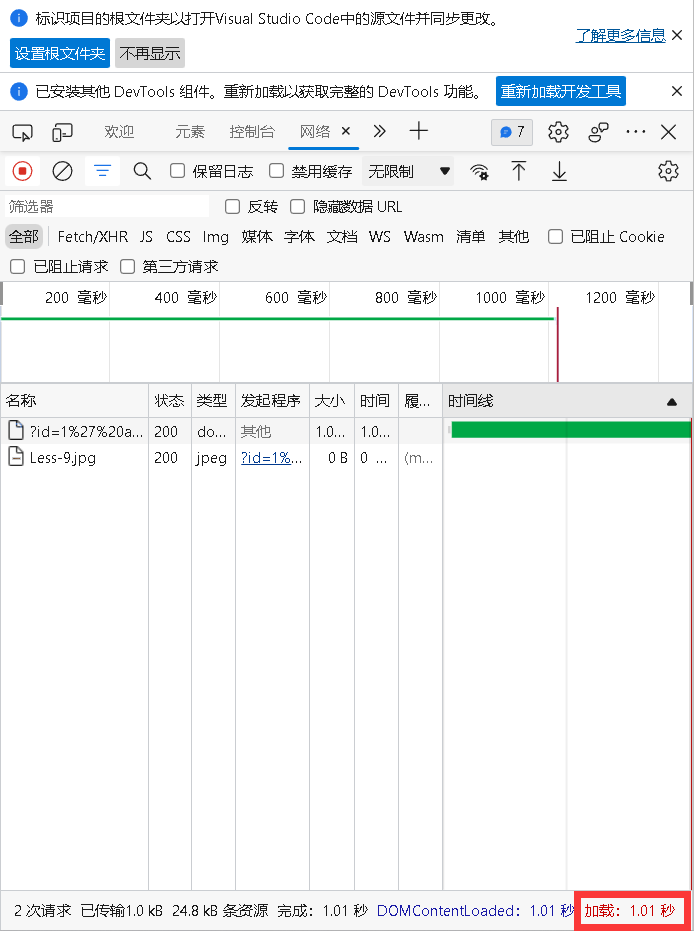 标识项目的根文件夹以打开Visual Studio Code中的源文件并同步更改。
了解更多信息
设置根文件夹 不再显示
已安装其他 DevTools 组件。重新加载以获取完整的 DevTools 功能。 重新加载开发工具
欢迎 元素 控制台 网络 7
保留日志 禁用缓存 无限制
筛选器 反转 隐藏数据 URL
全部 Fetch/XHR JS CSS Img 媒体 字体 文档 WS Wasm 清单 其他 已阻止 Cookie
已阻止请求 第三方请求
200 毫秒 400 毫秒 600 毫秒 800 毫秒 1000 毫秒 1200 毫秒
名称 状态 类型 发起程序 大小 时间 履... 时间线
?id=1%27%20a... 200 do... 其他 1.0... 1.0...
Less-9.jpg 200 jpeg ?id=1%... 0 B 0 ... (m...
2 次请求 已传输1.0 kB 24.8 kB 条资源 完成：1.01 秒 DOMContentLoaded：1.01 秒 加载：1.01 秒